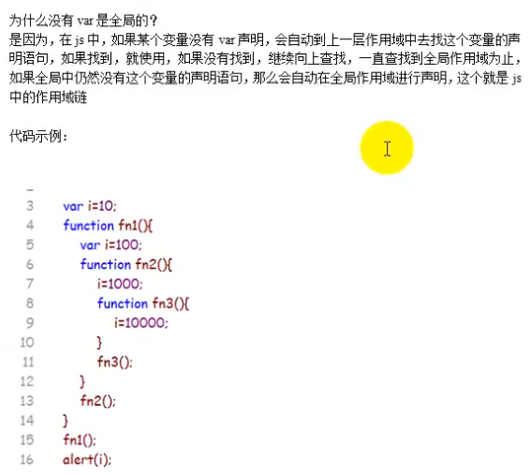 为什么没有 var 是全局的?
是因为，在 js 中，如果某个变量没有 var 声明，会自动到上一层作用域中去找这个变量的声
明语句，如果找到，就使用，如果没有找到，继续向上查找，一直查找到全局作用域为止，
如果全局中仍然没有这个变量的声明语句，那么会自动在全局作用域进行声明，这个就是 js
中的作用域链
代码示例：
3 var i=10;
4 function fn1(){
5 var i=100;
6 function fn2(){
7 i=1000;
8 function fn3(){
9 i=10000;
10 }
11 fn3();
12 }
13 fn2();
14 }
15 fn1();
16 alert(i);